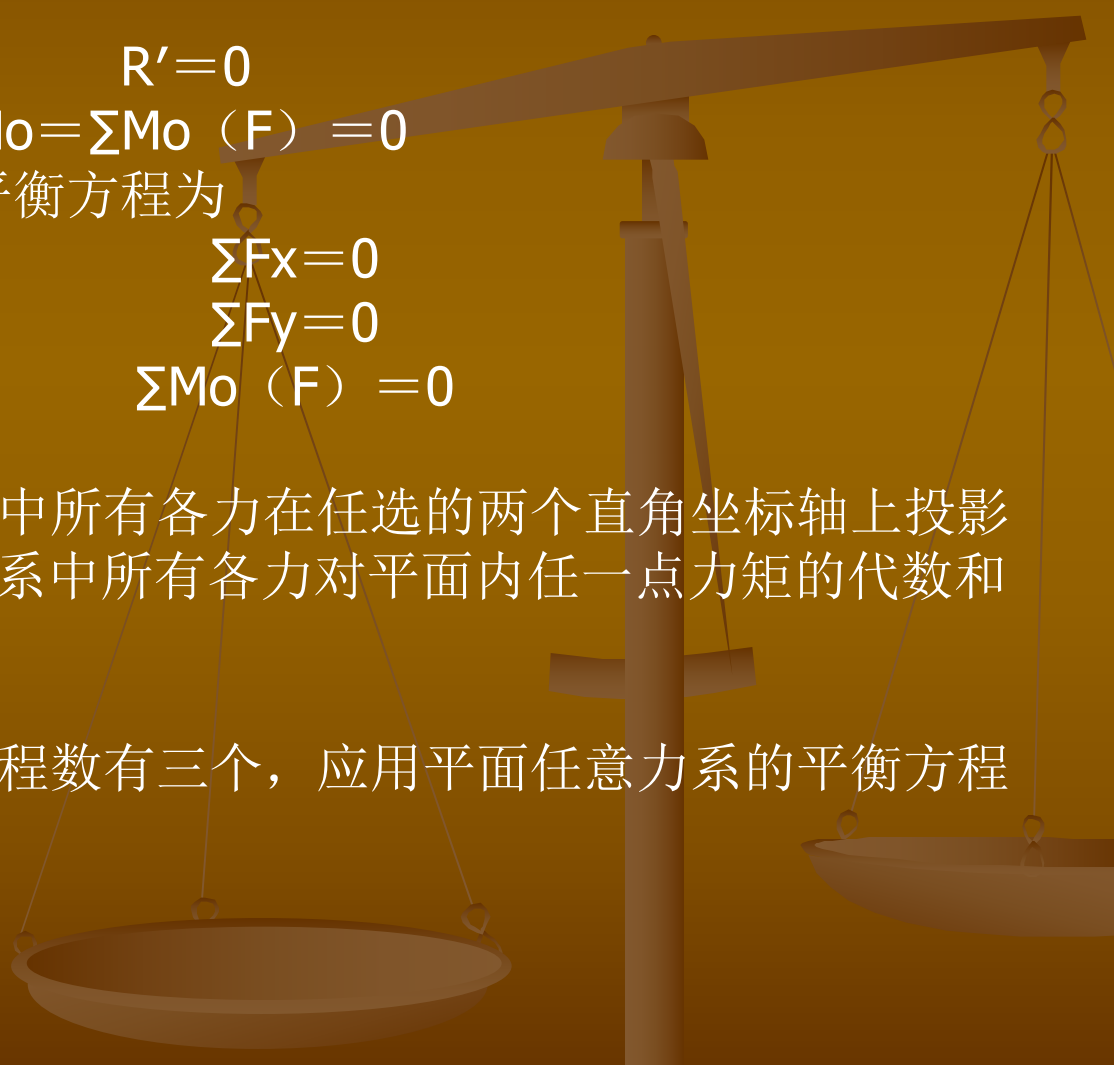 R′＝0
o＝∑Mo（F）＝0
衡方程为
∑Fx＝0
∑Fy＝0
∑Mo（F）＝0
中所有各力在任选的两个直角坐标轴上投影
系中所有各力对平面内任一点力矩的代数和
程数有三个，应用平面任意力系的平衡方程